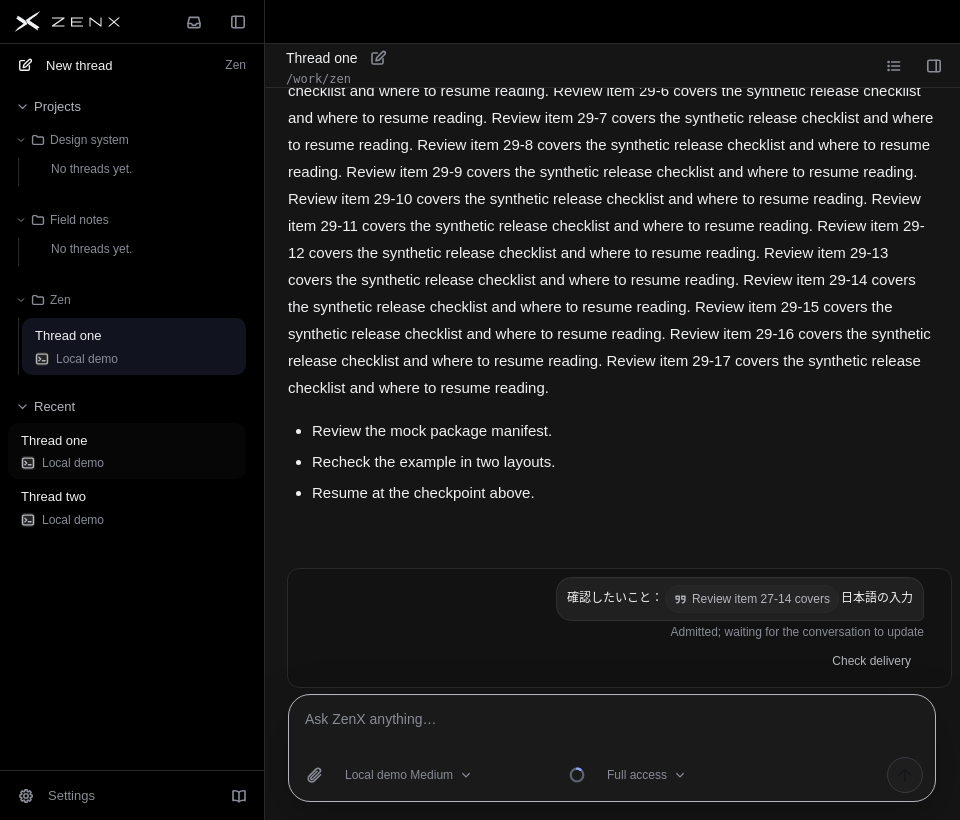 ZENX
New thread
Zen
Projects
Design system
No threads yet.
Field notes
No threads yet.
Zen
Thread one
Local demo
Recent
Thread one
Local demo
Thread two
Local demo
Settings
Thread one
/work/zen
checklist and where to resume reading. Review item 29-6 covers the synthetic release checklist
and where to resume reading. Review item 29-7 covers the synthetic release checklist and where
to resume reading. Review item 29-8 covers the synthetic release checklist and where to resume
reading. Review item 29-9 covers the synthetic release checklist and where to resume reading.
Review item 29-10 covers the synthetic release checklist and where to resume reading. Review
item 29-11 covers the synthetic release checklist and where to resume reading. Review item 29-
12 covers the synthetic release checklist and where to resume reading. Review item 29-13
covers the synthetic release checklist and where to resume reading. Review item 29-14 covers
the synthetic release checklist and where to resume reading. Review item 29-15 covers the
synthetic release checklist and where to resume reading. Review item 29-16 covers the synthetic
release checklist and where to resume reading. Review item 29-17 covers the synthetic release
checklist and where to resume reading.
Review the mock package manifest.
Recheck the example in two layouts.
Resume at the checkpoint above.
確認したいこと： Review item 27-14 covers 日本語の入力
Admitted; waiting for the conversation to update
Check delivery
Ask ZenX anything…
Local demo Medium
Full access